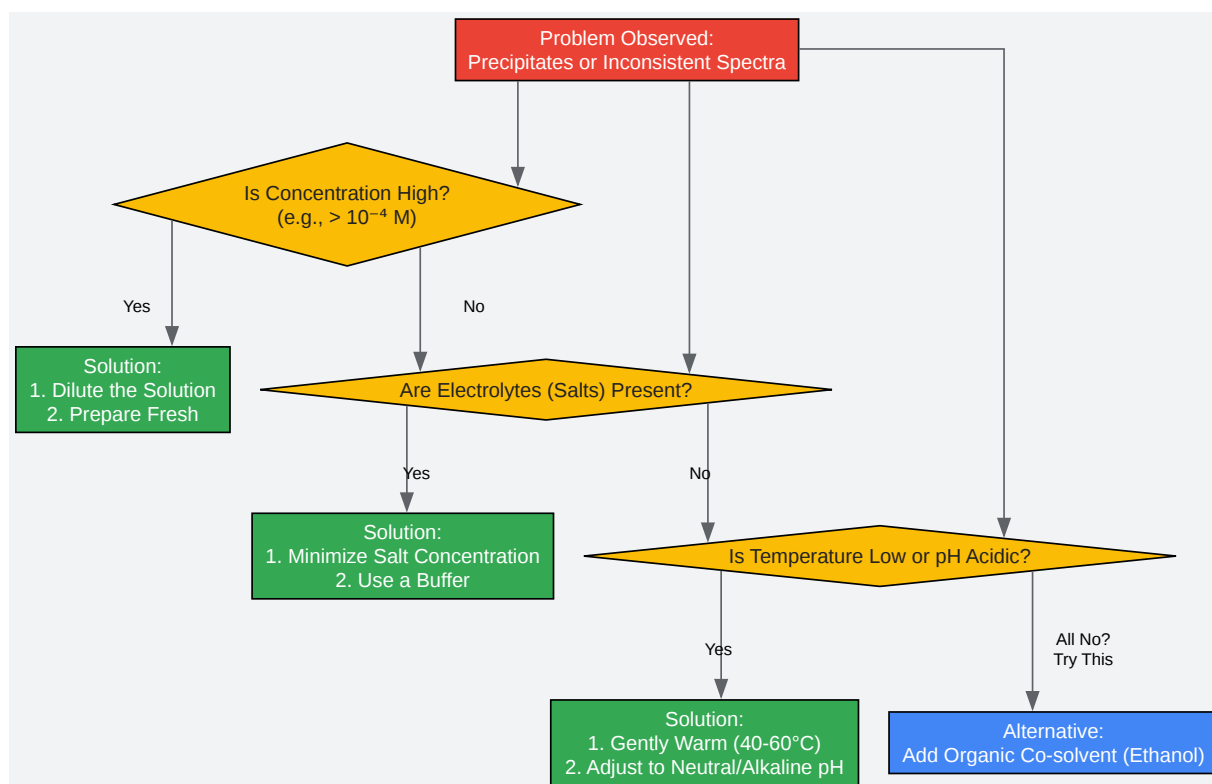 Problem Observed:
Precipitates or Inconsistent Spectra
Is Concentration High?
(e.g., > 10⁻⁴ M)
Yes
No
Solution:
1. Dilute the Solution
2. Prepare Fresh
Are Electrolytes (Salts) Present?
Yes
No
Solution:
1. Minimize Salt Concentration
2. Use a Buffer
Is Temperature Low or pH Acidic?
Yes
All No?
Try This
Solution:
1. Gently Warm (40-60°C)
2. Adjust to Neutral/Alkaline pH
Alternative:
Add Organic Co-solvent (Ethanol)